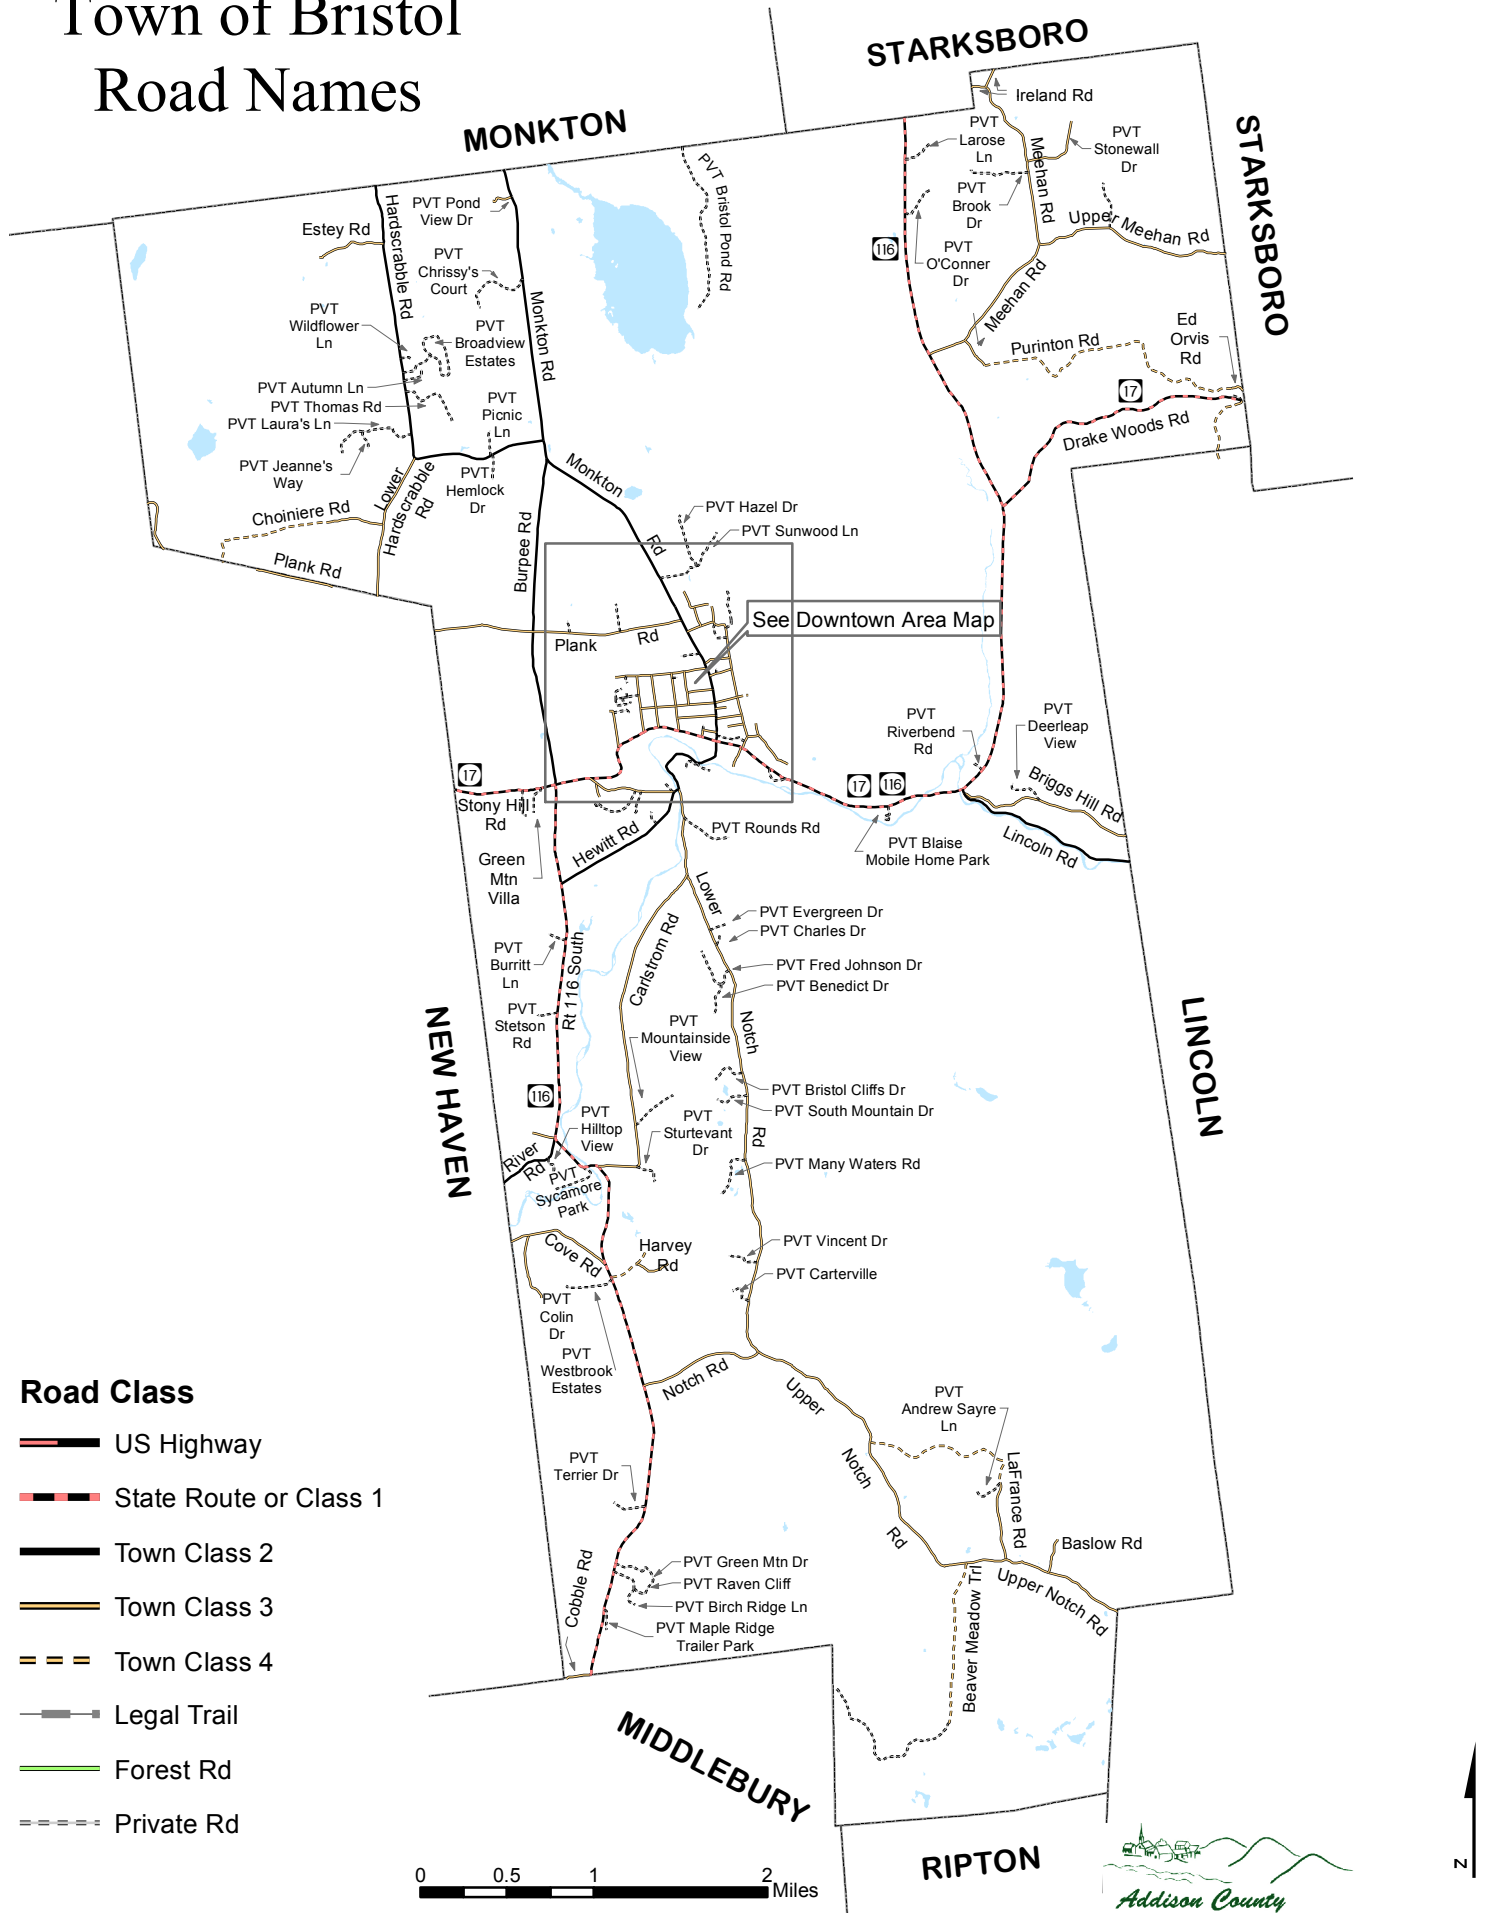 Town of Bristol
Road Names
STARKSBORO
MONKTON
STARKSBORO
Ireland Rd
PVT
Larose
Ln
PVT
Stonewall
Dr
Meehan Rd
PVT
Brook
Dr
Upper Meehan Rd
116
PVT
O'Conner
Dr
Meehan Rd
Purinton Rd
Ed
Orvis
Rd
17
Drake Woods Rd
PVT Bristol Pond Rd
PVT Pond
View Dr
Estey Rd
Hardscrabble Rd
PVT
Chrissy's
Court
Monkton Rd
PVT
Wildflower
Ln
PVT
Broadview
Estates
PVT Autumn Ln
PVT Thomas Rd
PVT Laura's Ln
PVT
Picnic
Ln
PVT Jeanne's
Way
Lower
Hardscrabble
Rd
PVT
Hemlock
Dr
Monkton
Rd
Choiniere Rd
Plank Rd
Burpee Rd
PVT Hazel Dr
PVT Sunwood Ln
See Downtown Area Map
Plank
Rd
17
Stony Hill
Rd
Green
Mtn
Villa
Hewitt Rd
PVT Rounds Rd
17
116
PVT
Riverbend
Rd
PVT
Deerleap
View
Briggs Hill Rd
Lincoln Rd
PVT Blaise
Mobile Home Park
Lower
PVT Evergreen Dr
PVT Charles Dr
PVT Fred Johnson Dr
PVT Benedict Dr
Carlstrom Rd
PVT
Burritt
Ln
Rt 116 South
PVT
Stetson
Rd
NEW HAVEN
LINCOLN
PVT
Mountainside
View
Notch
116
PVT Bristol Cliffs Dr
PVT South Mountain Dr
PVT
Hilltop
View
PVT
Sturtevant
Dr
Rd
PVT Many Waters Rd
River
Rd
PVT
Sycamore
Park
Cove Rd
Harvey
Rd
PVT Vincent Dr
PVT Carterville
PVT
Colin
Dr
PVT
Westbrook
Estates
Notch Rd
Upper
Notch
Rd
PVT
Andrew Sayre
Ln
LaFrance Rd
Baslow Rd
Upper Notch Rd
PVT
Terrier Dr
Cobble Rd
PVT Green Mtn Dr
PVT Raven Cliff
PVT Birch Ridge Ln
PVT Maple Ridge
Trailer Park
Beaver Meadow Trl
MIDDLEBURY
RIPTON
Road Class
US Highway
State Route or Class 1
Town Class 2
Town Class 3
Town Class 4
Legal Trail
Forest Rd
Private Rd
0 0.5 1 2
Miles
Addison County
N